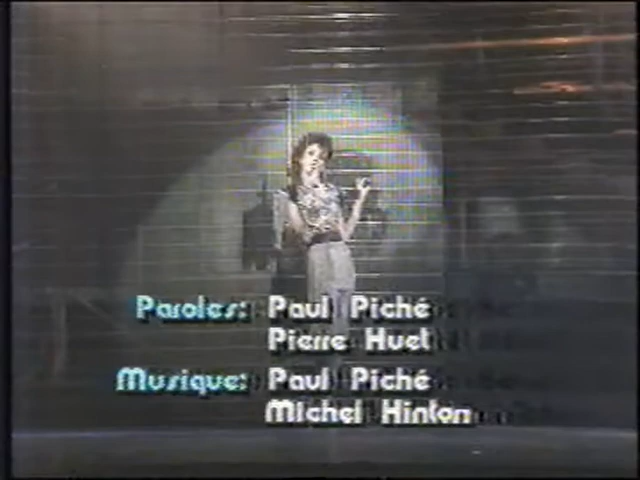 Paroles: Paul Piché
Pierre Huet
Musique: Paul Piché
Michel Hinton